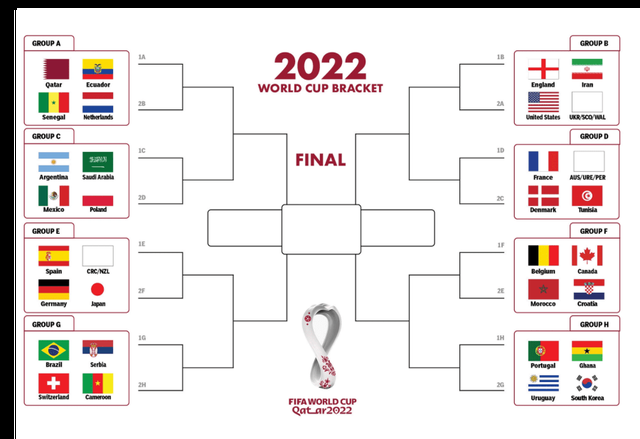 2022
WORLD CUP BRACKET
FINAL
GROUP A
Qatar
Ecuador
Senegal
Netherlands
GROUP C
Argentina
Saudi Arabia
Mexico
Poland
GROUP E
Spain
CRC/NZL
Germany
Japan
GROUP G
Brazil
Serbia
Switzerland
Cameroon
1A
2B
1C
2D
1E
2F
1G
2H
1B
2A
1D
2C
1F
2E
1H
2G
GROUP B
England
Iran
United States
UKR/SCO/WAL
GROUP D
France
AUS/URE/PER
Denmark
Tunisia
GROUP F
Belgium
Canada
Morocco
Croatia
GROUP H
Portugal
Ghana
Uruguay
South Korea
FIFA WORLD CUP
Qatar2022